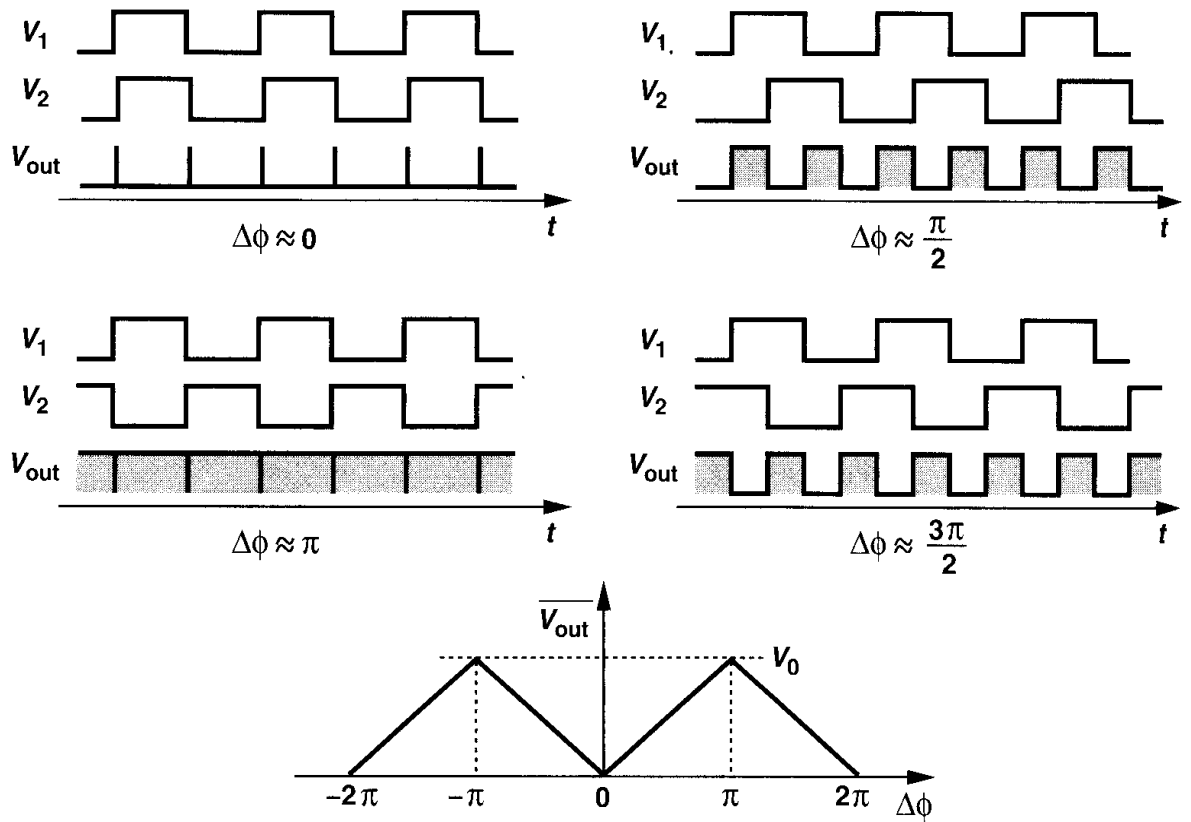 V1
V2
Vout
t
Δϕ ≈ 0
V1.
V2
Vout
t
Δϕ ≈ π/2
V1
V2
Vout
t
Δϕ ≈ π
V1
V2
Vout
t
Δϕ ≈ 3π/2
Vout
V0
−2π −π 0 π 2π Δϕ